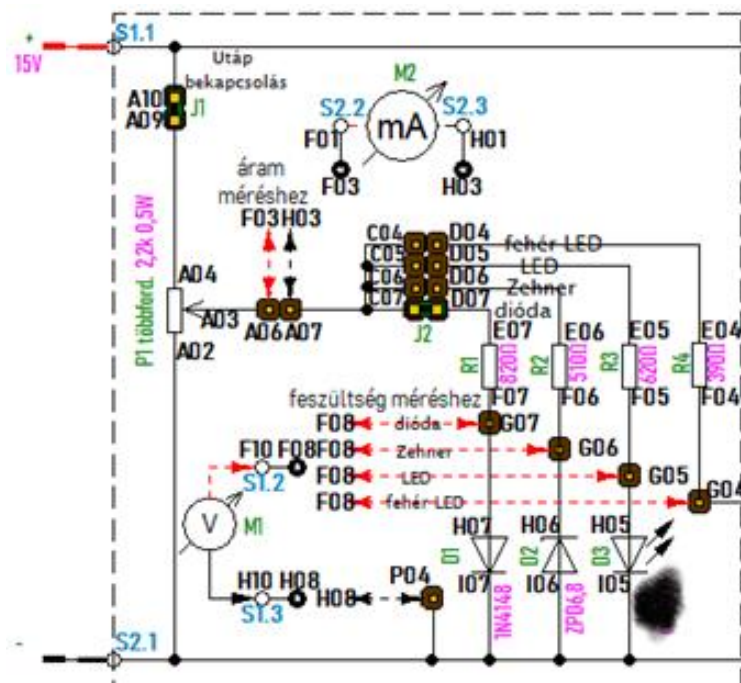 +
15V
S1.1
Utáp
bekapcsolás
A10
A09
J1
M2
S2.2
S2.3
mA
F01
H01
F03
H03
áram
méréshez
F03 H03
P1 többford. 2,2k 0,5W
A04
A03
A02
A06 A07
C04 D04 fehér LED
C05 D05 LED
C06 D06 Zehner
C07 D07 dióda
J2
E07 E06 E05 E04
R1 820Ω
R2 510Ω
R3 620Ω
R4 390Ω
F07 F06 F05 F04
feszültség méréshez
F08 dióda G07
F10 F08 F08 Zehner G06
S1.2
F08 LED G05
F08 fehér LED G04
V
M1
H07 H06 H05
D1 D2 D3
I07 I06 I05
1N4148
ZPD6,8
H10 H08
S1.3
H08
P04
-
S2.1